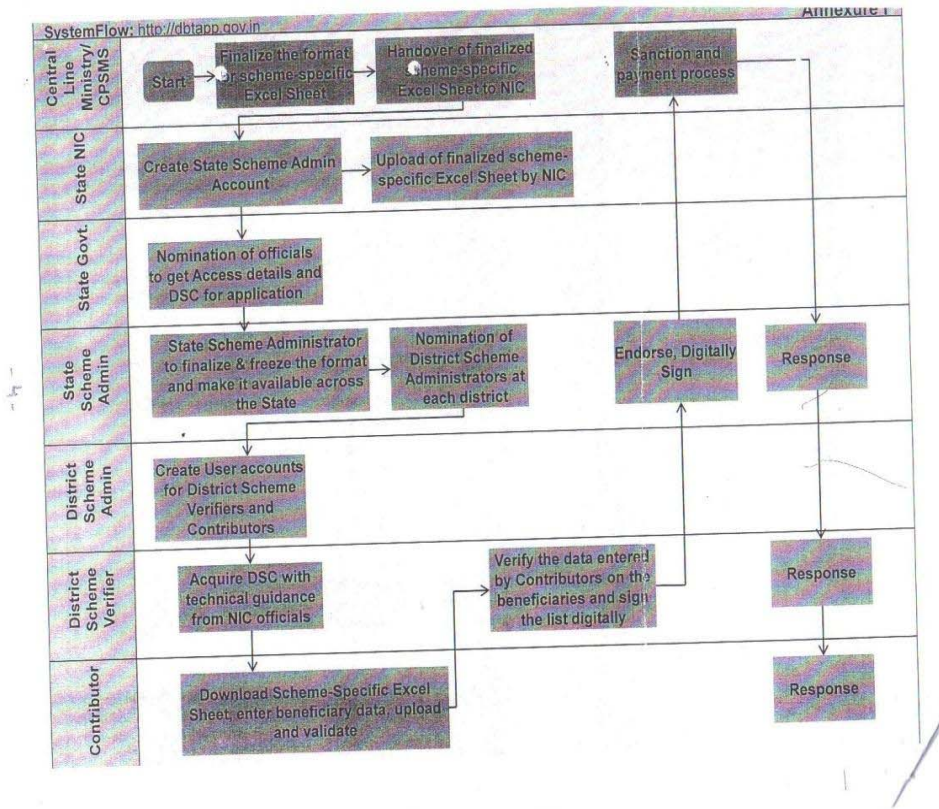 Annexure I
SystemFlow: http://dbtapp.gov.in
Central
Line
Ministry/
CPSMS
Start
Finalize the format
for scheme-specific
Excel Sheet
Handover of finalized
scheme-specific
Excel Sheet to NIC
Sanction and
payment process
State NIC
Create State Scheme Admin
Account
Upload of finalized scheme-
specific Excel Sheet by NIC
State Govt.
Nomination of officials
to get Access details and
DSC for application
State
Scheme
Admin
State Scheme Administrator
to finalize & freeze the format
and make it available across
the State
Nomination of
District Scheme
Administrators at
each district
Endorse, Digitally
Sign
Response
District
Scheme
Admin
Create User accounts
for District Scheme
Verifiers and
Contributors
District
Scheme
Verifier
Acquire DSC with
technical guidance
from NIC officials
Verify the data entered
by Contributors on the
beneficiaries and sign
the list digitally
Response
Contributor
Download Scheme-Specific Excel
Sheet, enter beneficiary data, upload
and validate
Response